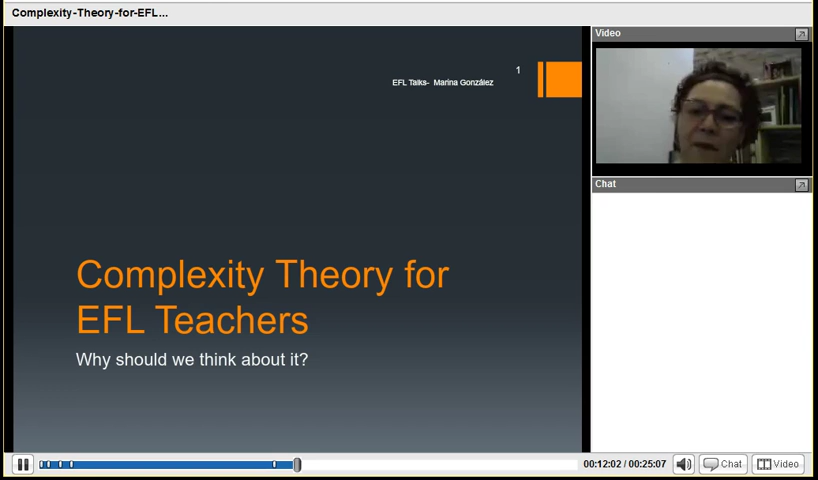 Complexity-Theory-for-EFL...
EFL Talks- Marina González
1
Complexity Theory for
EFL Teachers
Why should we think about it?
Video
Chat
00:12:02 / 00:25:07
Chat
Video